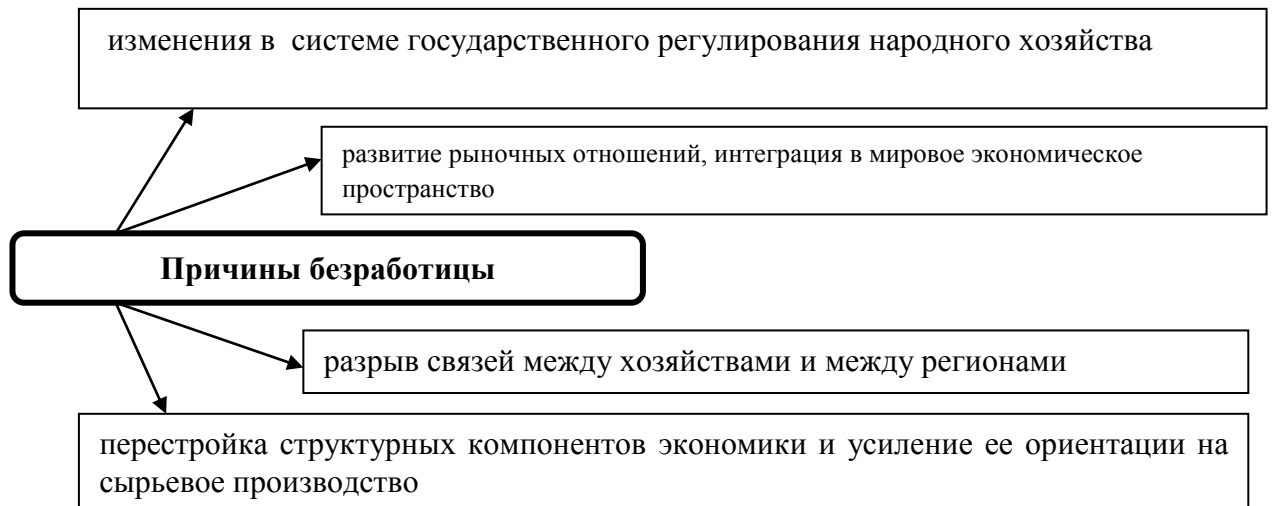 изменения в системе государственного регулирования народного хозяйства
развитие рыночных отношений, интеграция в мировое экономическое
пространство
Причины безработицы
разрыв связей между хозяйствами и между регионами
перестройка структурных компонентов экономики и усиление ее ориентации на
сырьевое производство